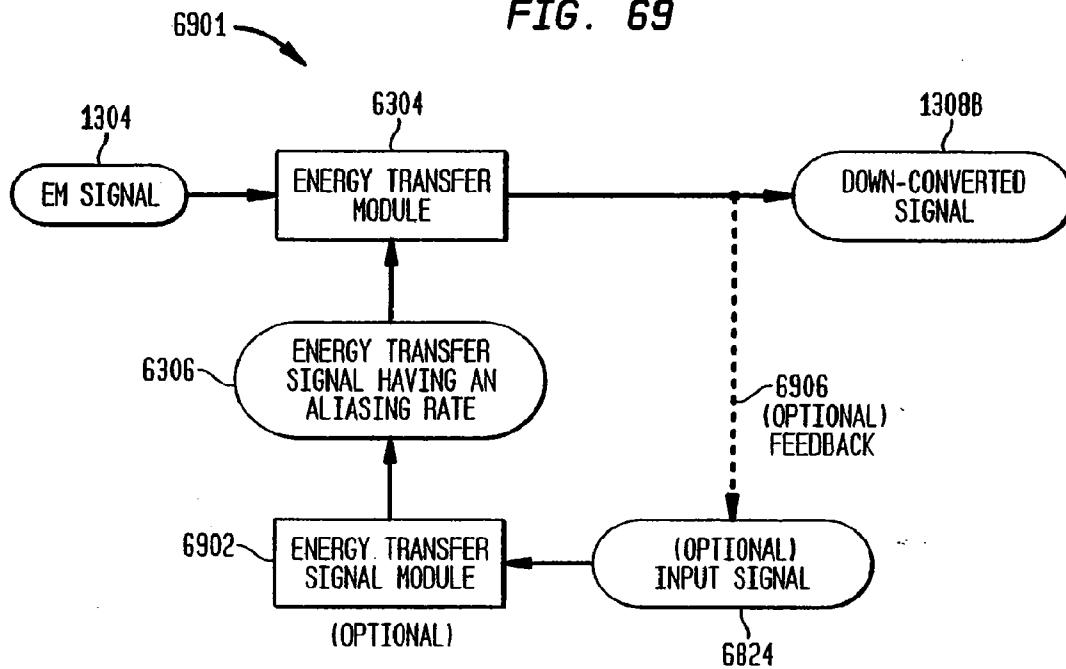 FIG. 69
6901
1304
6304
1308B
EM SIGNAL
ENERGY TRANSFER
MODULE
DOWN-CONVERTED
SIGNAL
6306
ENERGY TRANSFER
SIGNAL HAVING AN
ALIASING RATE
6906
(OPTIONAL)
FEEDBACK
6902
ENERGY TRANSFER
SIGNAL MODULE
(OPTIONAL)
(OPTIONAL)
INPUT SIGNAL
6824